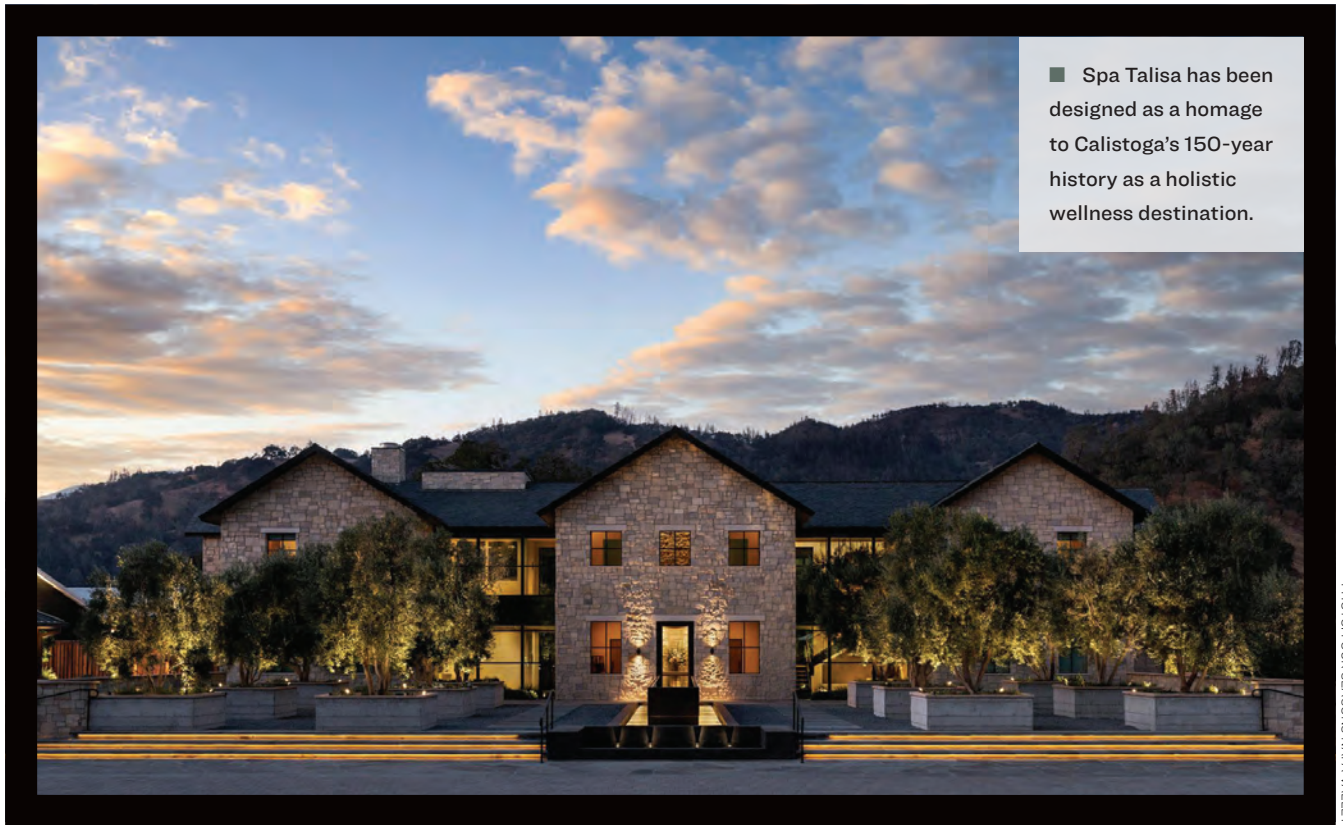 ■ Spa Talisa has been
designed as a homage
to Calistoga's 150-year
history as a holistic
wellness destination.